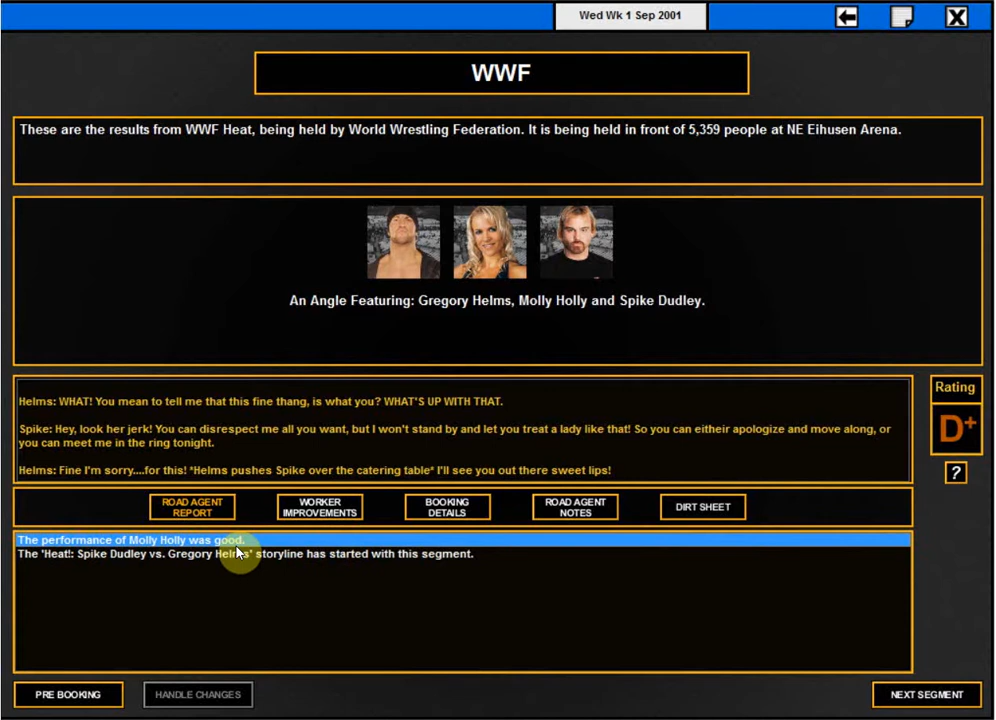 Wed Wk 1 Sep 2001
WWF
These are the results from WWF Heat, being held by World Wrestling Federation. It is being held in front of 5,359 people at NE Eihusen Arena.
An Angle Featuring: Gregory Helms, Molly Holly and Spike Dudley.
Helms: WHAT! You mean to tell me that this fine thang, is what you? WHAT'S UP WITH THAT.
Spike: Hey, look her jerk! You can disrespect me all you want, but I won't stand by and let you treat a lady like that! So you can eitheir apologize and move along, or
you can meet me in the ring tonight.
Helms: Fine I'm sorry....for this! *Helms pushes Spike over the catering table* I'll see you out there sweet lips!
Rating
D+
?
ROAD AGENT
REPORT
WORKER
IMPROVEMENTS
BOOKING
DETAILS
ROAD AGENT
NOTES
DIRT SHEET
The performance of Molly Holly was good.
The 'Heat!: Spike Dudley vs. Gregory Helms' storyline has started with this segment.
PRE BOOKING
HANDLE CHANGES
NEXT SEGMENT